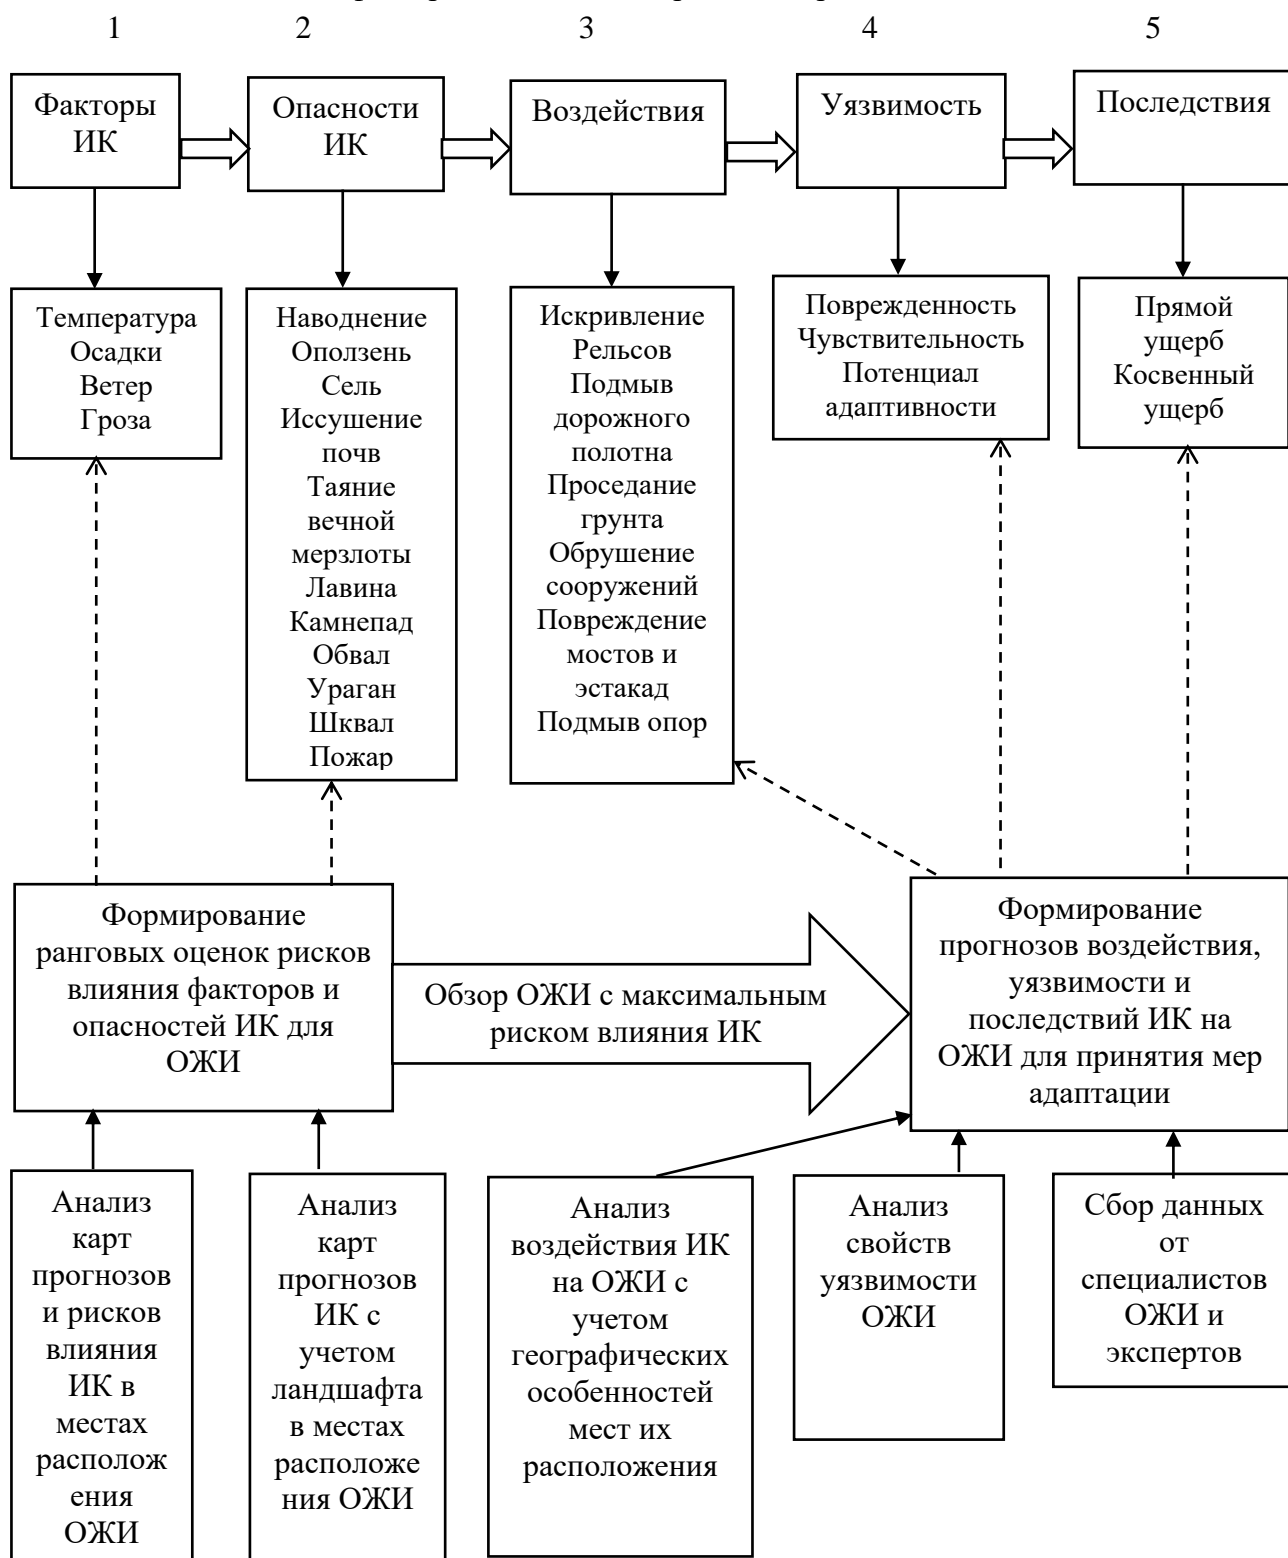 1 2 3 4 5
Факторы
ИК
Опасности
ИК
Воздействия
Уязвимость
Последствия
Температура
Осадки
Ветер
Гроза
Наводнение
Оползень
Сель
Иссушение
почв
Таяние
вечной
мерзлоты
Лавина
Камнепад
Обвал
Ураган
Шквал
Пожар
Искривление
Рельсов
Подмыв
дорожного
полотна
Проседание
грунта
Обрушение
сооружений
Повреждение
мостов и
эстакад
Подмыв опор
Поврежденность
Чувствительность
Потенциал
адаптивности
Прямой
ущерб
Косвенный
ущерб
Формирование
ранговых оценок рисков
влияния факторов и
опасностей ИК для
ОЖИ
Обзор ОЖИ с максимальным
риском влияния ИК
Формирование
прогнозов воздействия,
уязвимости и
последствий ИК на
ОЖИ для принятия мер
адаптации
Анализ
карт
прогнозов
и рисков
влияния
ИК в
местах
располож
ения
ОЖИ
Анализ
карт
прогнозов
ИК с
учетом
ландшафта
в местах
расположе
ния ОЖИ
Анализ
воздействия ИК
на ОЖИ с
учетом
географических
особенностей
мест их
расположения
Анализ
свойств
уязвимости
ОЖИ
Сбор данных
от
специалистов
ОЖИ и
экспертов